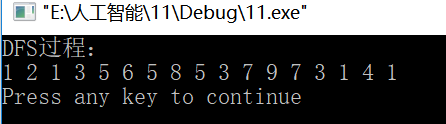 "E:\人工智能\11\Debug\11.exe"
DFS过程：
1 2 1 3 5 6 5 8 5 3 7 9 7 3 1 4 1
Press any key to continue